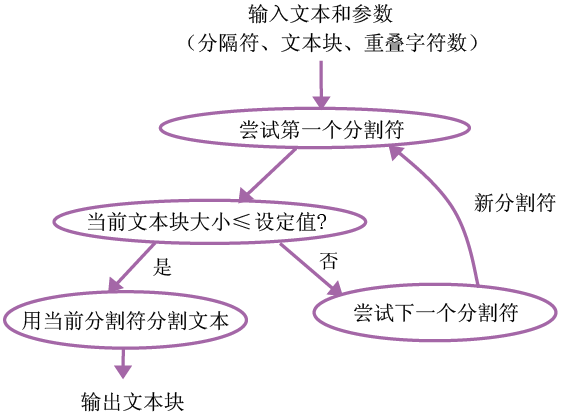 输入文本和参数
（分隔符、文本块、重叠字符数）
尝试第一个分割符
新分割符
当前文本块大小≤设定值?
是
否
用当前分割符分割文本
尝试下一个分割符
输出文本块